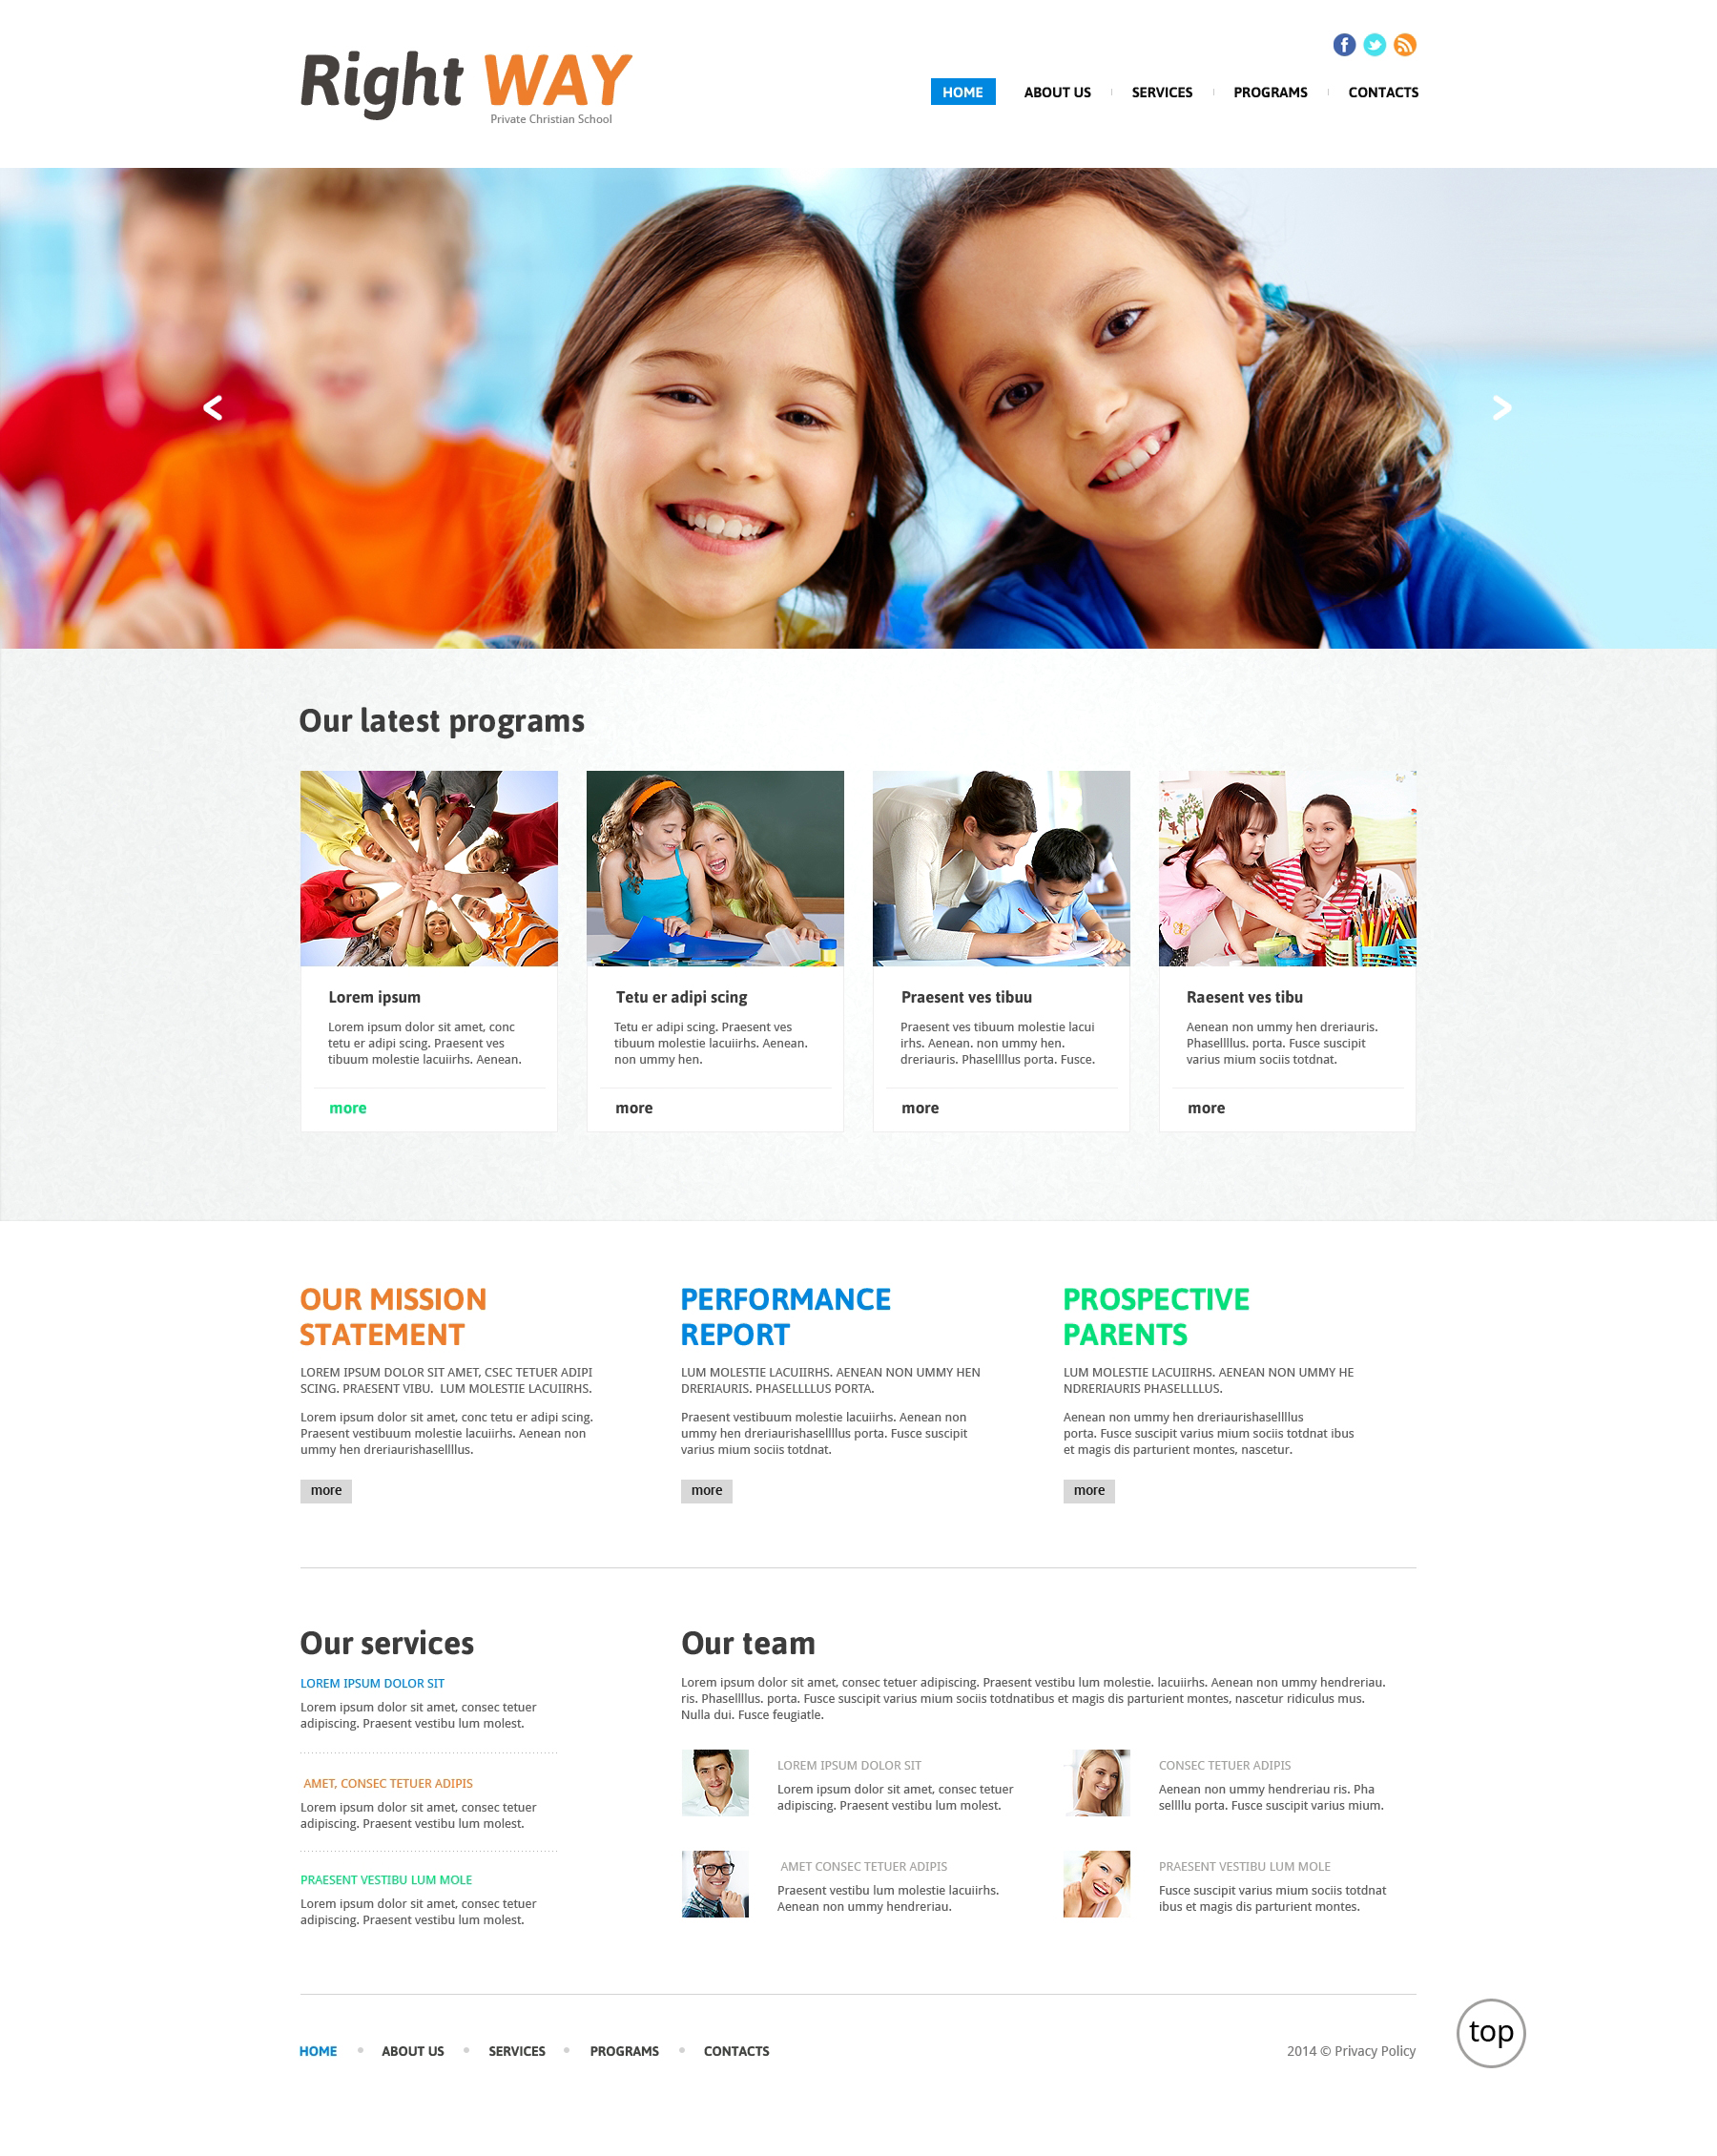 Right WAY
Private Christian School
HOME
ABOUT US
SERVICES
PROGRAMS
CONTACTS
Our latest programs
Lorem ipsum
Lorem ipsum dolor sit amet, conc
tetu er adipi scing. Praesent ves
tibuum molestie lacuiirhs. Aenean.
more
Tetu er adipi scing
Tetu er adipi scing. Praesent ves
tibuum molestie lacuiirhs. Aenean.
non ummy hen.
more
Praesent ves tibuu
Praesent ves tibuum molestie lacui
irhs. Aenean. non ummy hen.
dreriauris. Phasellllus porta. Fusce.
more
Raesent ves tibu
Aenean non ummy hen dreriauris.
Phasellllus. porta. Fusce suscipit
varius mium sociis totdnat.
more
OUR MISSION
STATEMENT
LOREM IPSUM DOLOR SIT AMET, CSEC TETUER ADIPI
SCING. PRAESENT VIBU.  LUM MOLESTIE LACUIIRHS.
Lorem ipsum dolor sit amet, conc tetu er adipi scing.
Praesent vestibuum molestie lacuiirhs. Aenean non
ummy hen dreriaurishasellllus.
more
PERFORMANCE
REPORT
LUM MOLESTIE LACUIIRHS. AENEAN NON UMMY HEN
DRERIAURIS. PHASELLLLUS PORTA.
Praesent vestibuum molestie lacuiirhs. Aenean non
ummy hen dreriaurishasellllus porta. Fusce suscipit
varius mium sociis totdnat.
more
PROSPECTIVE
PARENTS
LUM MOLESTIE LACUIIRHS. AENEAN NON UMMY HE
NDRERIAURIS PHASELLLLUS.
Aenean non ummy hen dreriaurishasellllus
porta. Fusce suscipit varius mium sociis totdnat ibus
et magis dis parturient montes, nascetur.
more
Our services
LOREM IPSUM DOLOR SIT
Lorem ipsum dolor sit amet, consec tetuer
adipiscing. Praesent vestibu lum molest.
AMET, CONSEC TETUER ADIPIS
Lorem ipsum dolor sit amet, consec tetuer
adipiscing. Praesent vestibu lum molest.
PRAESENT VESTIBU LUM MOLE
Lorem ipsum dolor sit amet, consec tetuer
adipiscing. Praesent vestibu lum molest.
Our team
Lorem ipsum dolor sit amet, consec tetuer adipiscing. Praesent vestibu lum molestie. lacuiirhs. Aenean non ummy hendreriau.
ris. Phasellllus. porta. Fusce suscipit varius mium sociis totdnatibus et magis dis parturient montes, nascetur ridiculus mus.
Nulla dui. Fusce feugiatle.
LOREM IPSUM DOLOR SIT
Lorem ipsum dolor sit amet, consec tetuer
adipiscing. Praesent vestibu lum molest.
CONSEC TETUER ADIPIS
Aenean non ummy hendreriau ris. Pha
sellllu porta. Fusce suscipit varius mium.
AMET CONSEC TETUER ADIPIS
Praesent vestibu lum molestie lacuiirhs.
Aenean non ummy hendreriau.
PRAESENT VESTIBU LUM MOLE
Fusce suscipit varius mium sociis totdnat
ibus et magis dis parturient montes.
HOME
ABOUT US
SERVICES
PROGRAMS
CONTACTS
2014 © Privacy Policy
top